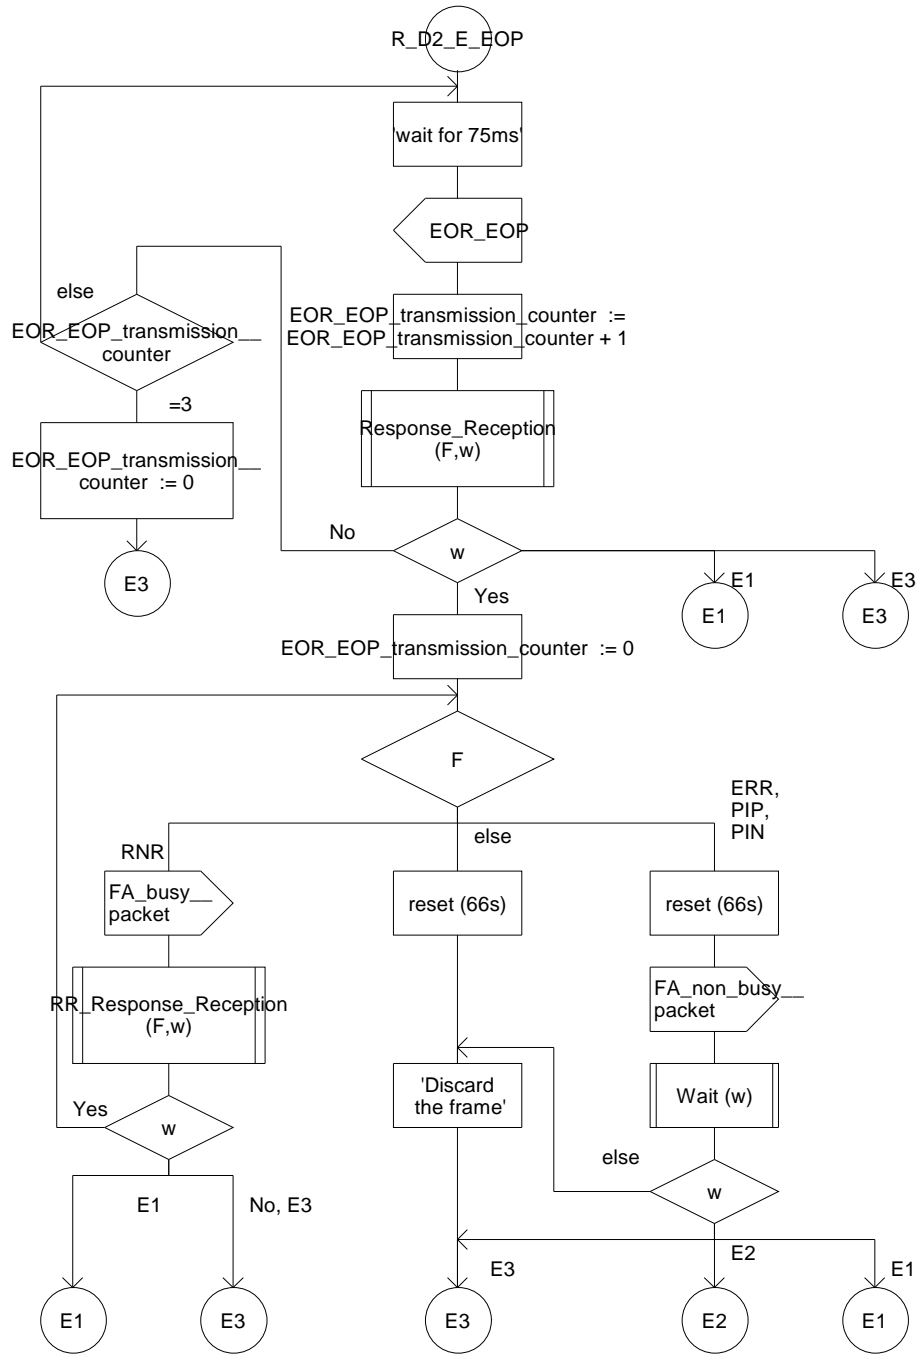 R_D2_E_EOP
'wait for 75ms'
EOR_EOP
else
EOR_EOP_transmission_counter :=
EOR_EOP_transmission_counter + 1
EOR_EOP_transmission__
counter
=3
Response_Reception
(F,w)
EOR_EOP_transmission__
counter := 0
No
w
E1
E3
E3
Yes
E1
E3
EOR_EOP_transmission_counter := 0
F
ERR,
PIP,
PIN
else
RNR
FA_busy__
packet
reset (66s)
reset (66s)
RR_Response_Reception
(F,w)
FA_non_busy__
packet
'Discard
the frame'
Wait (w)
Yes
w
else
w
E1
No, E3
E3
E2
E1
E1
E3
E3
E2
E1